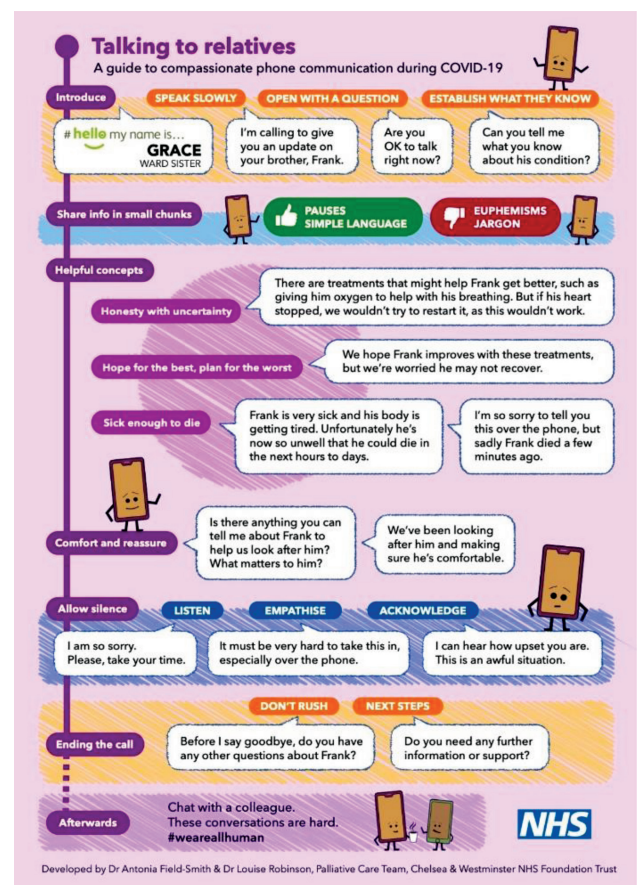 Talking to relatives
A guide to compassionate phone communication during COVID-19
Introduce
SPEAK SLOWLY
OPEN WITH A QUESTION
ESTABLISH WHAT THEY KNOW
#hello my name is...
GRACE
WARD SISTER
I'm calling to give
you an update on
your brother, Frank.
Are you
OK to talk
right now?
Can you tell me
what you know
about his condition?
Share info in small chunks
PAUSES
SIMPLE LANGUAGE
EUPHEMISMS
JARGON
Helpful concepts
Honesty with uncertainty
There are treatments that might help Frank get better, such as
giving him oxygen to help with his breathing. But if his heart
stopped, we wouldn't try to restart it, as this wouldn't work.
Hope for the best, plan for the worst
We hope Frank improves with these treatments,
but we're worried he may not recover.
Sick enough to die
Frank is very sick and his body is
getting tired. Unfortunately he's
now so unwell that he could die in
the next hours to days.
I'm so sorry to tell you
this over the phone, but
sadly Frank died a few
minutes ago.
Comfort and reassure
Is there anything you can
tell me about Frank to
help us look after him?
What matters to him?
We've been looking
after him and making
sure he's comfortable.
Allow silence
LISTEN
EMPATHISE
ACKNOWLEDGE
I am so sorry.
Please, take your time.
It must be very hard to take this in,
especially over the phone.
I can hear how upset you are.
This is an awful situation.
DON'T RUSH
NEXT STEPS
Ending the call
Before I say goodbye, do you have
any other questions about Frank?
Do you need any further
information or support?
Afterwards
Chat with a colleague.
These conversations are hard.
#weareallhuman
NHS
Developed by Dr Antonia Field-Smith & Dr Louise Robinson, Palliative Care Team, Chelsea & Westminster NHS Foundation Trust